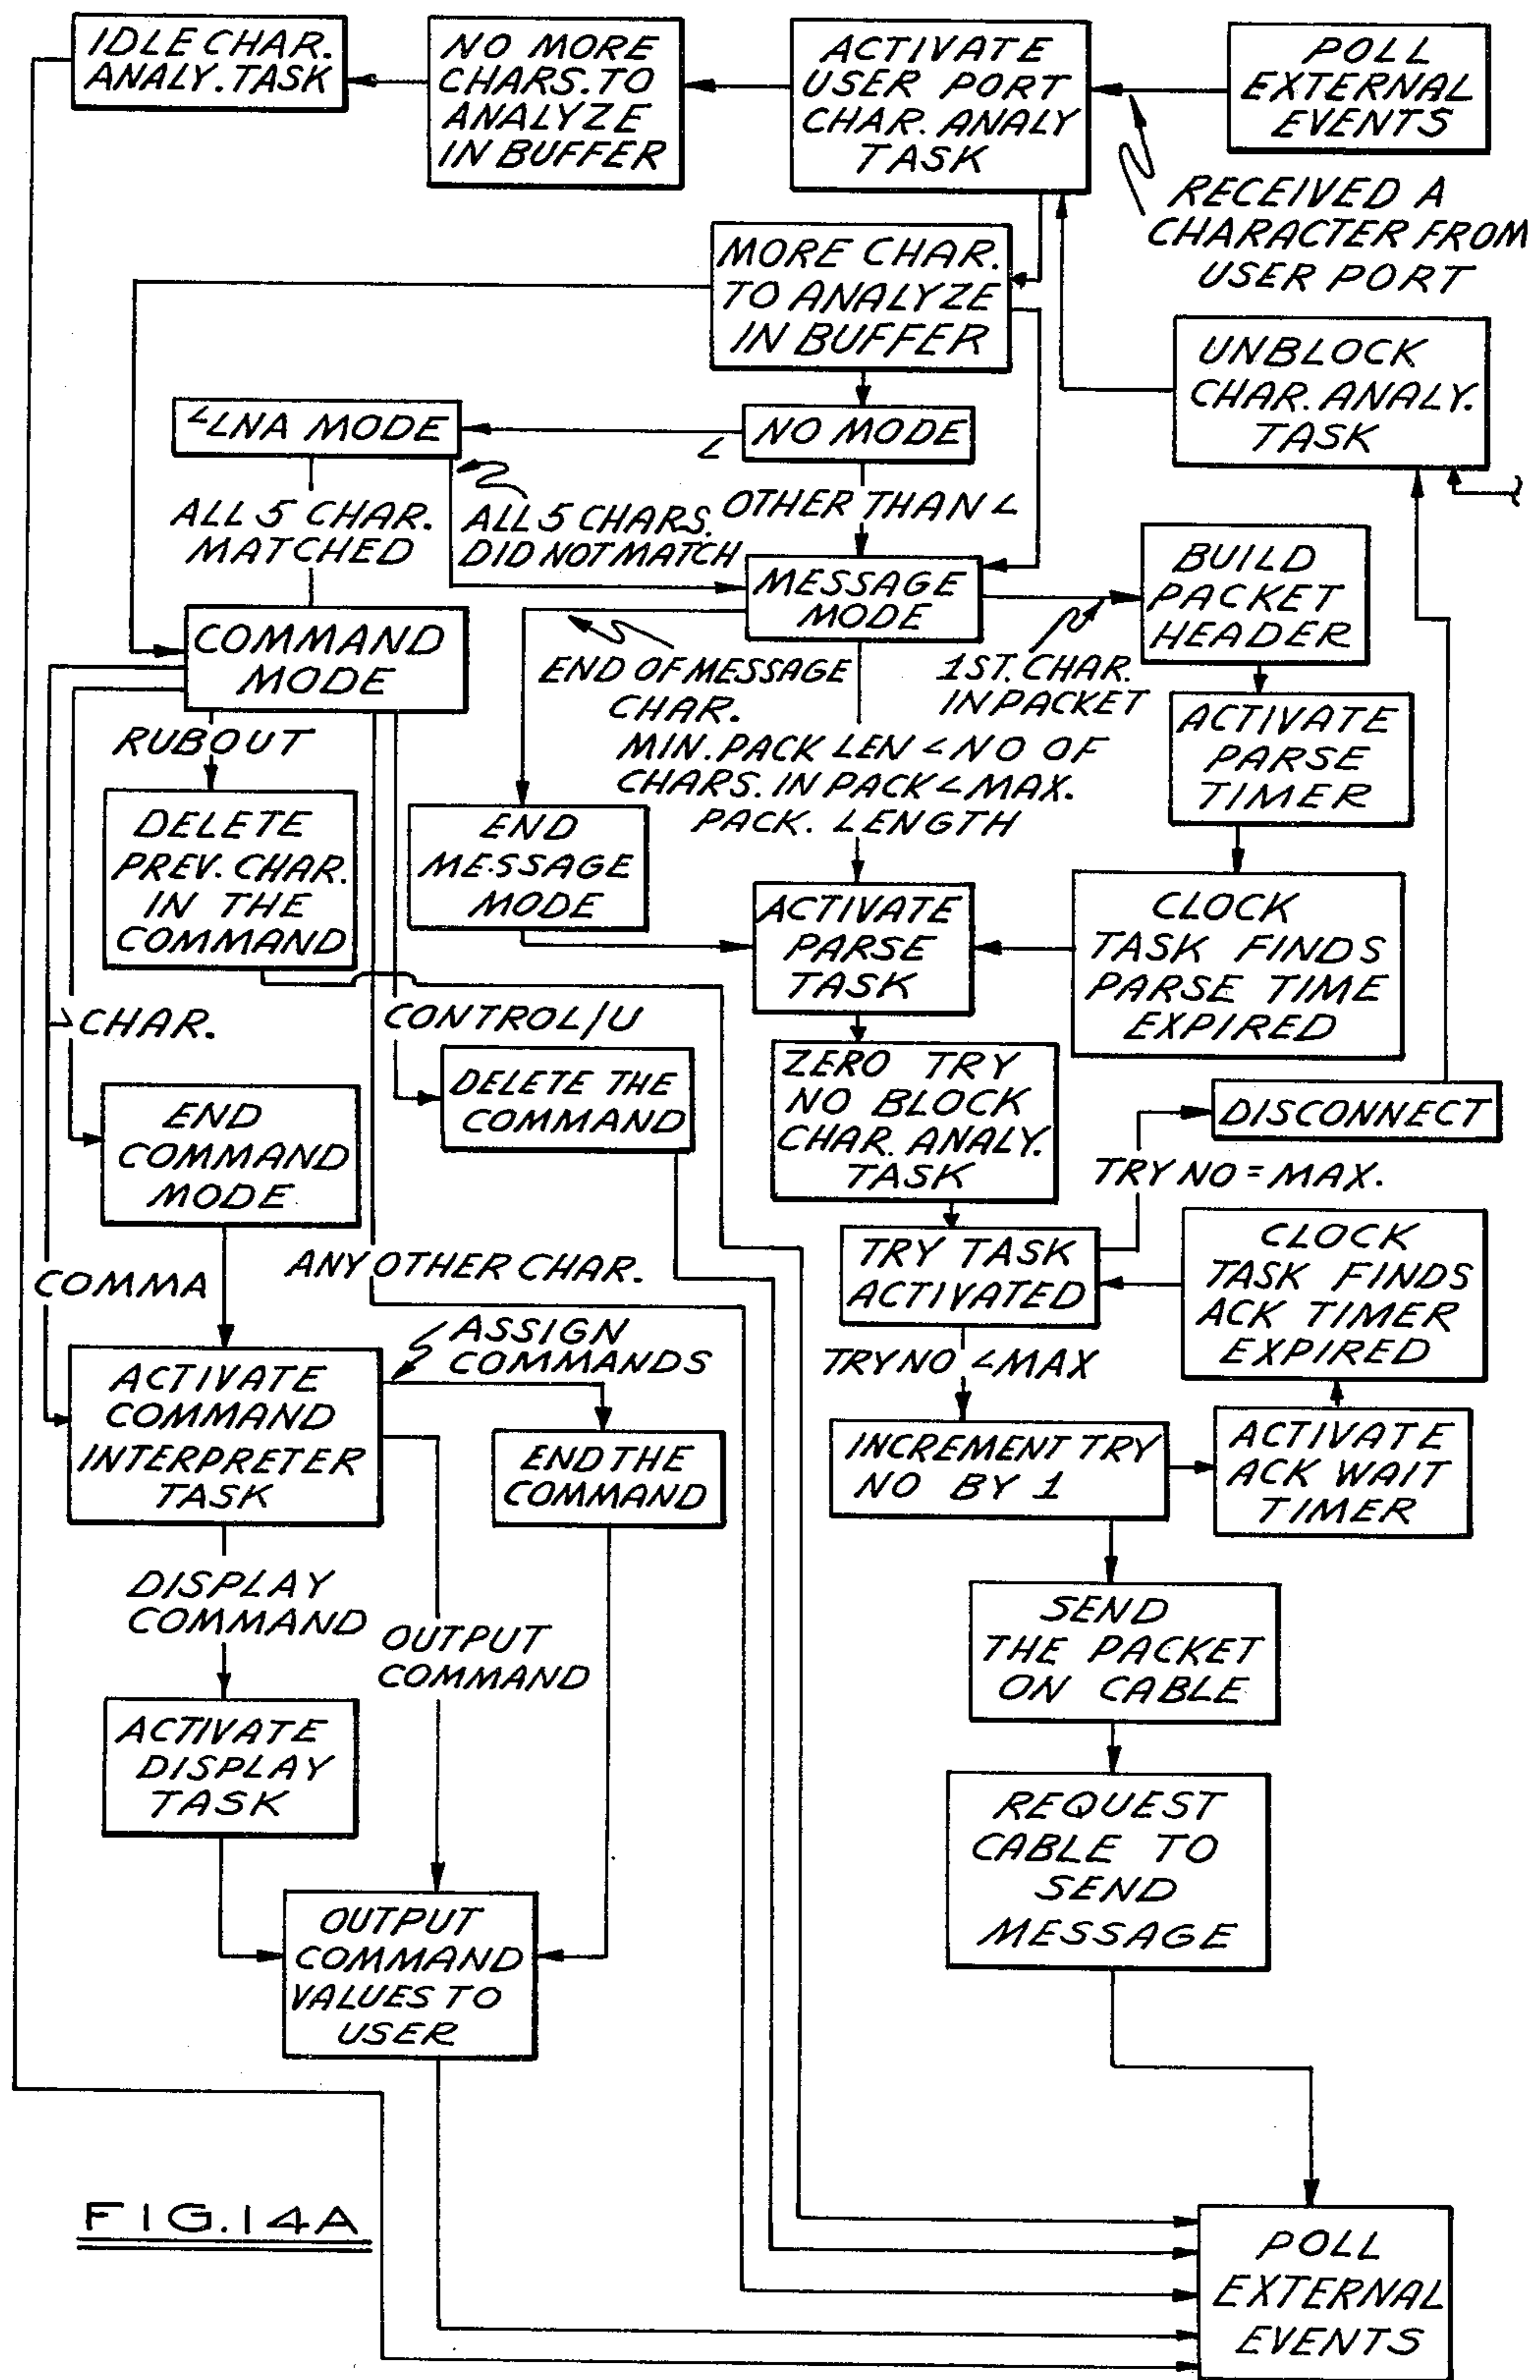 IDLE CHAR.
ANALY. TASK
NO MORE
CHARS. TO
ANALYZE
IN BUFFER
ACTIVATE
USER PORT
CHAR. ANALY
TASK
POLL
EXTERNAL
EVENTS
RECEIVED A
CHARACTER FROM
USER PORT
MORE CHAR.
TO ANALYZE
IN BUFFER
UNBLOCK
CHAR. ANALY.
TASK
<LNA MODE
<
NO MODE
ALL 5 CHAR.
MATCHED
ALL 5 CHARS.
DID NOT MATCH
OTHER THAN <
MESSAGE
MODE
BUILD
PACKET
HEADER
COMMAND
MODE
END OF MESSAGE
CHAR.
1ST. CHAR.
IN PACKET
MIN. PACK LEN < NO OF
CHARS. IN PACK < MAX.
PACK. LENGTH
ACTIVATE
PARSE
TIMER
RUBOUT
DELETE
PREV. CHAR.
IN THE
COMMAND
END
MESSAGE
MODE
ACTIVATE
PARSE
TASK
CLOCK
TASK FINDS
PARSE TIME
EXPIRED
> CHAR.
CONTROL/U
DELETE THE
COMMAND
ZERO TRY
NO BLOCK
CHAR. ANALY.
TASK
DISCONNECT
TRY NO = MAX.
END
COMMAND
MODE
COMMA
ANY OTHER CHAR.
TRY TASK
ACTIVATED
CLOCK
TASK FINDS
ACK TIMER
EXPIRED
ASSIGN
COMMANDS
TRY NO < MAX
ACTIVATE
COMMAND
INTERPRETER
TASK
END THE
COMMAND
INCREMENT TRY
NO BY 1
ACTIVATE
ACK WAIT
TIMER
DISPLAY
COMMAND
OUTPUT
COMMAND
SEND
THE PACKET
ON CABLE
ACTIVATE
DISPLAY
TASK
REQUEST
CABLE TO
SEND
MESSAGE
OUTPUT
COMMAND
VALUES TO
USER
FIG. 14A
POLL
EXTERNAL
EVENTS